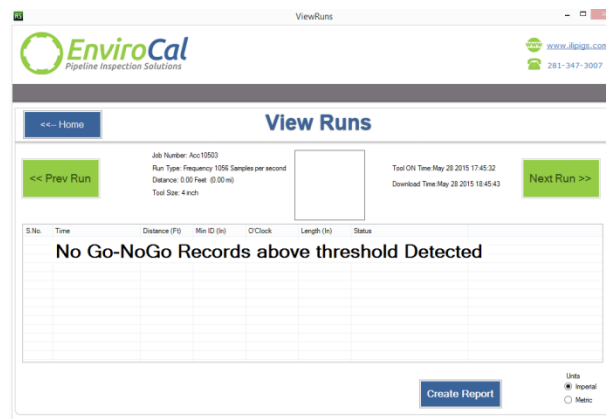 ViewRuns
EnviroCal
Pipeline Inspection Solutions
www.ilipigs.com
281-347-3007
<<-- Home
View Runs
<< Prev Run
Job Number: Acc10503
Run Type: Frequency 1056 Samples per second
Distance: 0.00 Feet (0.00 mi)
Tool Size: 4 inch
Tool ON Time:May 28 2015 17:45:32
Download Time:May 28 2015 18:45:43
Next Run >>
S.No. Time Distance (Ft) Min ID (In) O'Clock Length (In) Status
No Go-NoGo Records above threshold Detected
Create Report
Units
Imperial
Metric